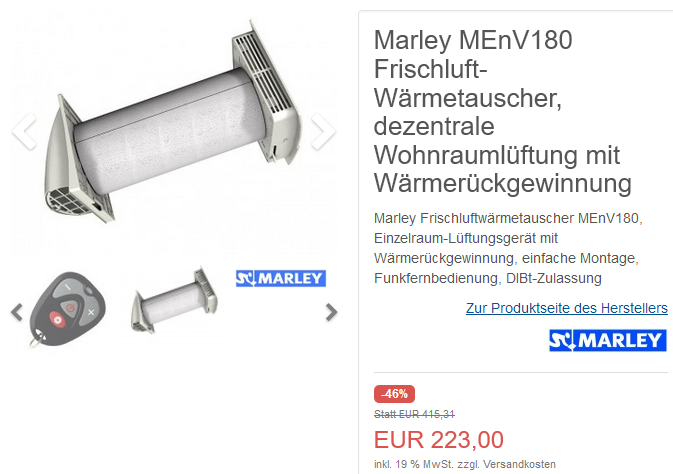 Marley MEnV180
Frischluft-
Wärmetauscher,
dezentrale
Wohnraumlüftung mit
Wärmerückgewinnung
Marley Frischluftwärmetauscher MEnV180,
Einzelraum-Lüftungsgerät mit
Wärmerückgewinnung, einfache Montage,
Funkfernbedienung, DIBt-Zulassung
Zur Produktseite des Herstellers
MARLEY
MARLEY
-46%
Statt EUR 415,31
EUR 223,00
inkl. 19 % MwSt. zzgl. Versandkosten